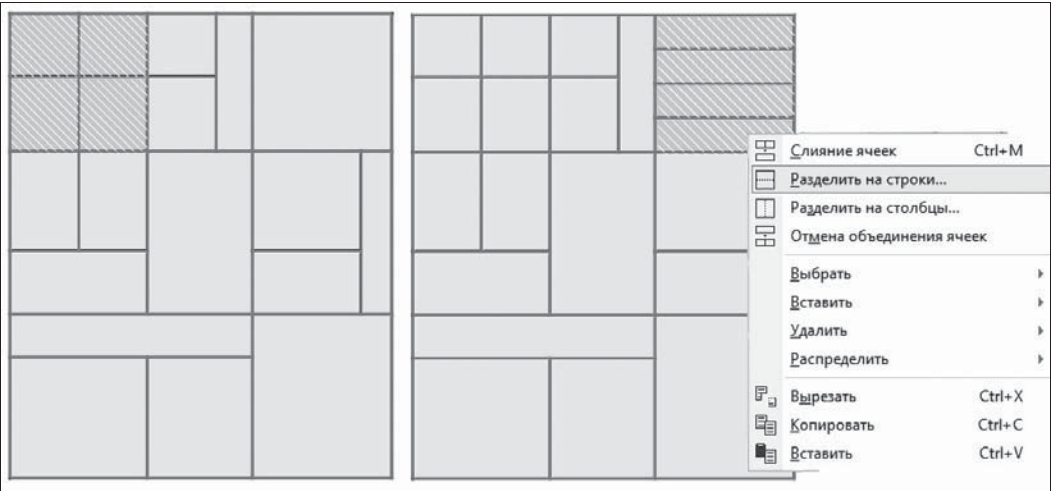 Слияние ячеек Ctrl+M
Разделить на строки...
Разделить на столбцы...
Отмена объединения ячеек
Выбрать
Вставить
Удалить
Распределить
Вырезать Ctrl+X
Копировать Ctrl+C
Вставить Ctrl+V